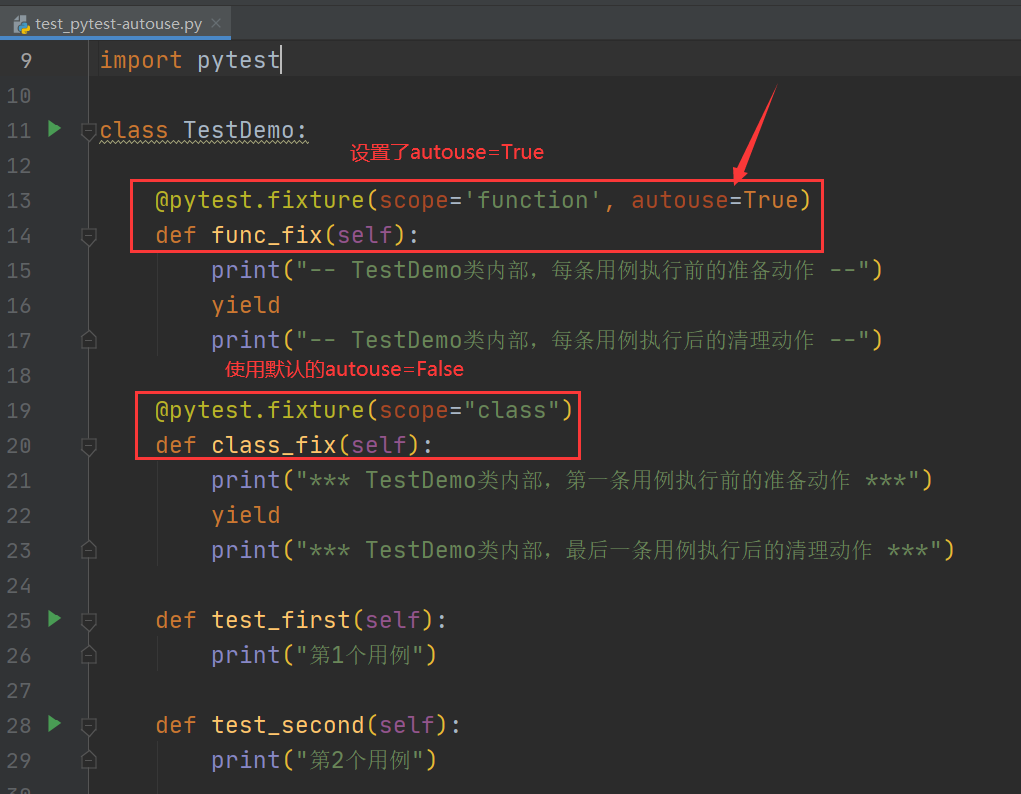 test_pytest-autouse.py
9 import pytest
10
11 class TestDemo:
12
设置了autouse=True
13 @pytest.fixture(scope='function', autouse=True)
14 def func_fix(self):
15 print("-- TestDemo类内部，每条用例执行前的准备动作 --")
16 yield
17 print("-- TestDemo类内部，每条用例执行后的清理动作 --")
18
使用默认的autouse=False
19 @pytest.fixture(scope="class")
20 def class_fix(self):
21 print("*** TestDemo类内部，第一条用例执行前的准备动作 ***")
22 yield
23 print("*** TestDemo类内部，最后一条用例执行后的清理动作 ***")
24
25 def test_first(self):
26 print("第1个用例")
27
28 def test_second(self):
29 print("第2个用例")
30